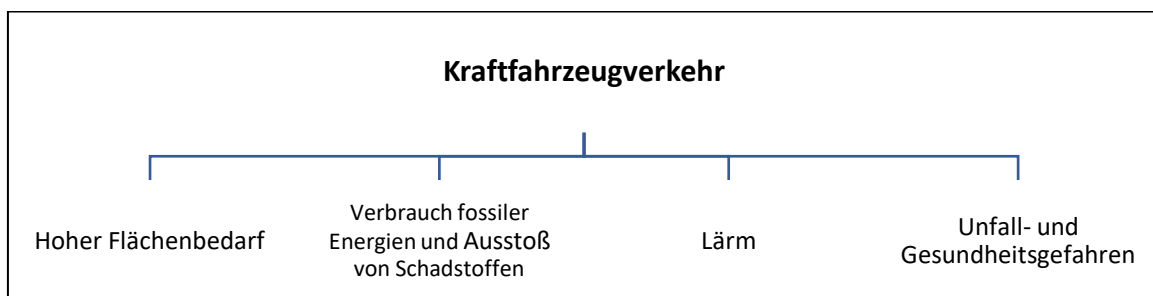 Kraftfahrzeugverkehr
Hoher Flächenbedarf
Verbrauch fossiler
Energien und Ausstoß
von Schadstoffen
Lärm
Unfall- und
Gesundheitsgefahren